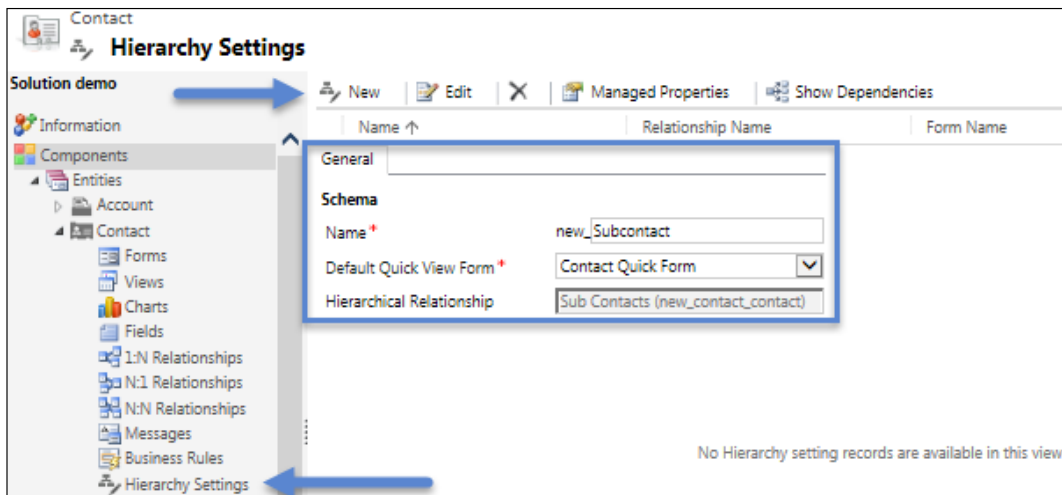 Contact
Hierarchy Settings
Solution demo
New Edit Managed Properties Show Dependencies
Information
Name Relationship Name Form Name
Components
General
Entities
Account
Schema
Contact
Name* new_Subcontact
Forms
Default Quick View Form* Contact Quick Form
Views
Hierarchical Relationship Sub Contacts (new_contact_contact)
Charts
Fields
1:N Relationships
N:1 Relationships
N:N Relationships
Messages
Business Rules
No Hierarchy setting records are available in this view
Hierarchy Settings